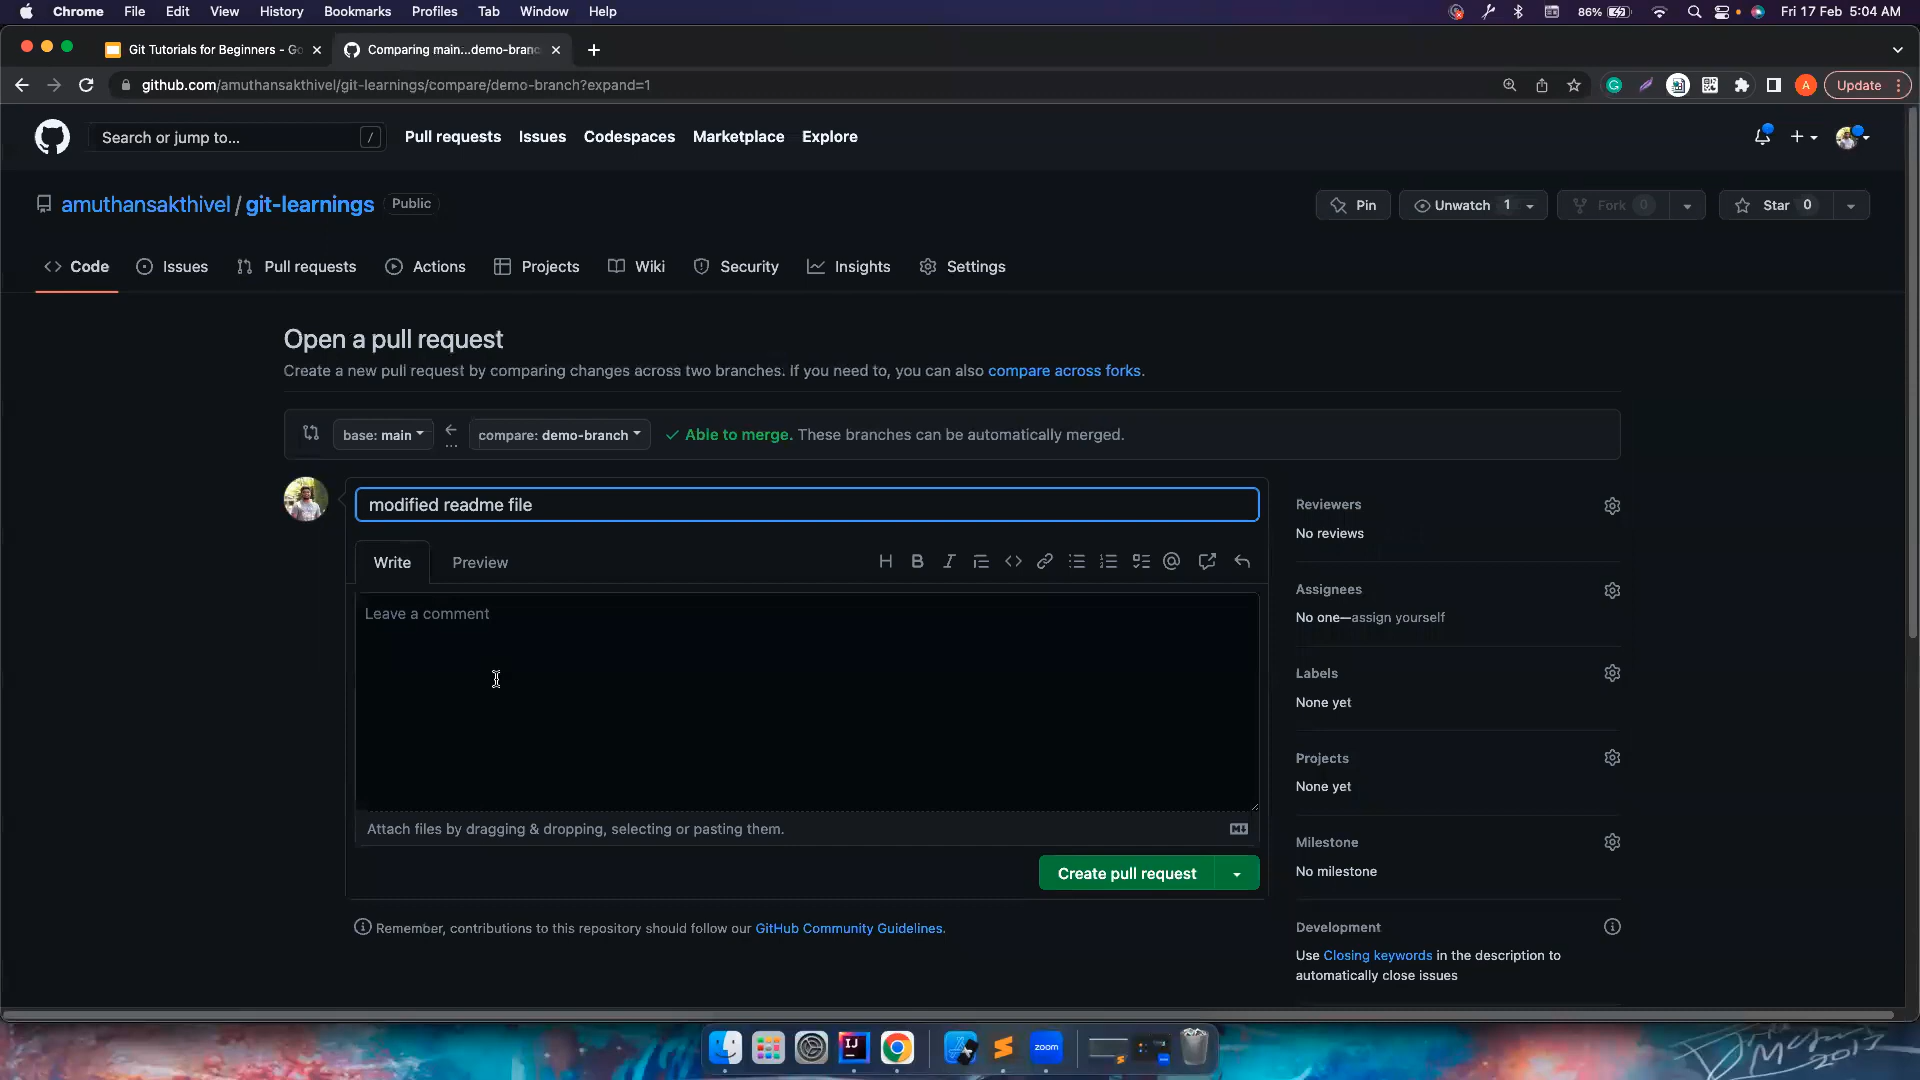 Chrome File Edit View History Bookmarks Profiles Tab Window Help 86% Fri 17 Feb 5:04 AM
Git Tutorials for Beginners - Go Comparing main...demo-branc
github.com/amuthansakthivel/git-learnings/compare/demo-branch?expand=1 A Update
Search or jump to... / Pull requests Issues Codespaces Marketplace Explore
amuthansakthivel / git-learnings Public Pin Unwatch 1 Fork 0 Star 0
Code Issues Pull requests Actions Projects Wiki Security Insights Settings
Open a pull request
Create a new pull request by comparing changes across two branches. If you need to, you can also compare across forks.
base: main ... compare: demo-branch Able to merge. These branches can be automatically merged.
modified readme file
Write Preview H B I
Leave a comment
Attach files by dragging & dropping, selecting or pasting them.
Create pull request
Remember, contributions to this repository should follow our GitHub Community Guidelines.
Reviewers
No reviews
Assignees
No one—assign yourself
Labels
None yet
Projects
None yet
Milestone
No milestone
Development
Use Closing keywords in the description to
automatically close issues
IJ zoom
2017